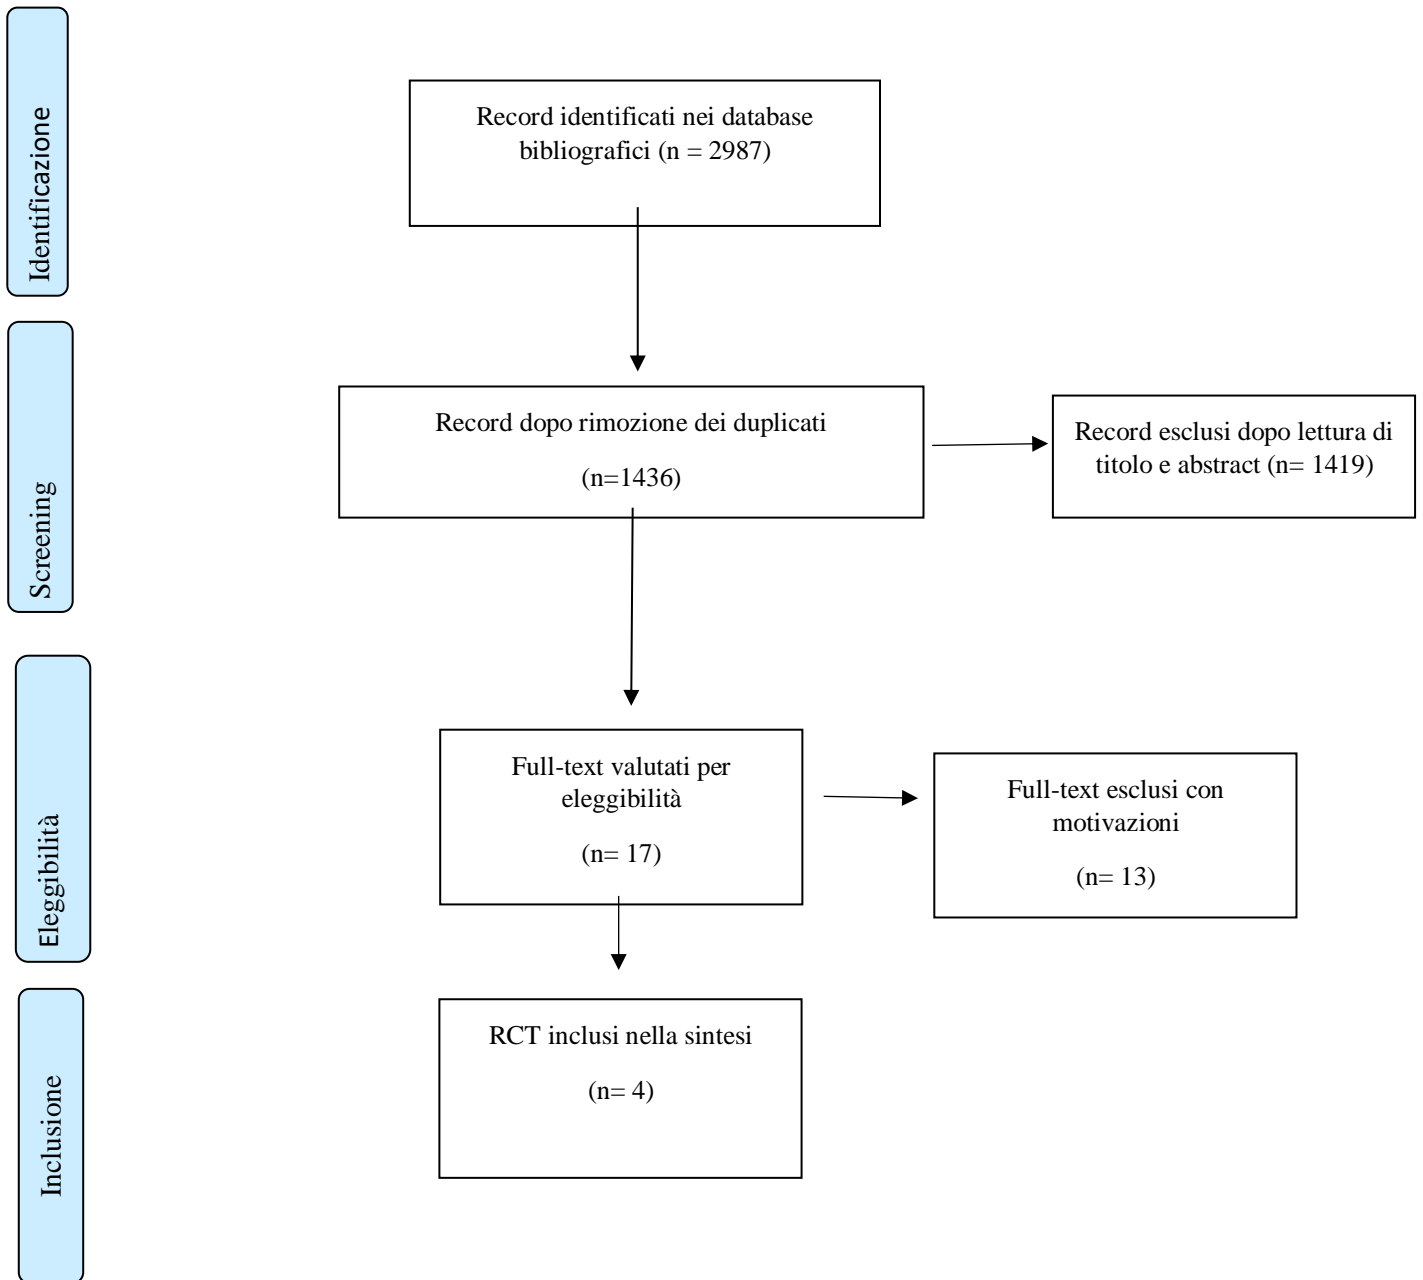 Identificazione
Record identificati nei database
bibliografici (n = 2987)
Screening
Record dopo rimozione dei duplicati
(n=1436)
Record esclusi dopo lettura di
titolo e abstract (n= 1419)
Eleggibilità
Full-text valutati per
eleggibilità
(n= 17)
Full-text esclusi con
motivazioni
(n= 13)
Inclusione
RCT inclusi nella sintesi
(n= 4)